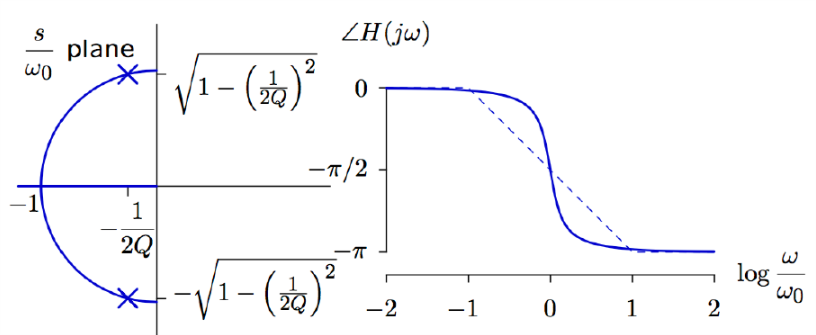 s/ω₀ plane
√(1 − (1/2Q)²)
−1
−1/2Q
−√(1 − (1/2Q)²)
∠H(jω)
0
−π/2
−π
−2 −1 0 1 2
log ω/ω₀